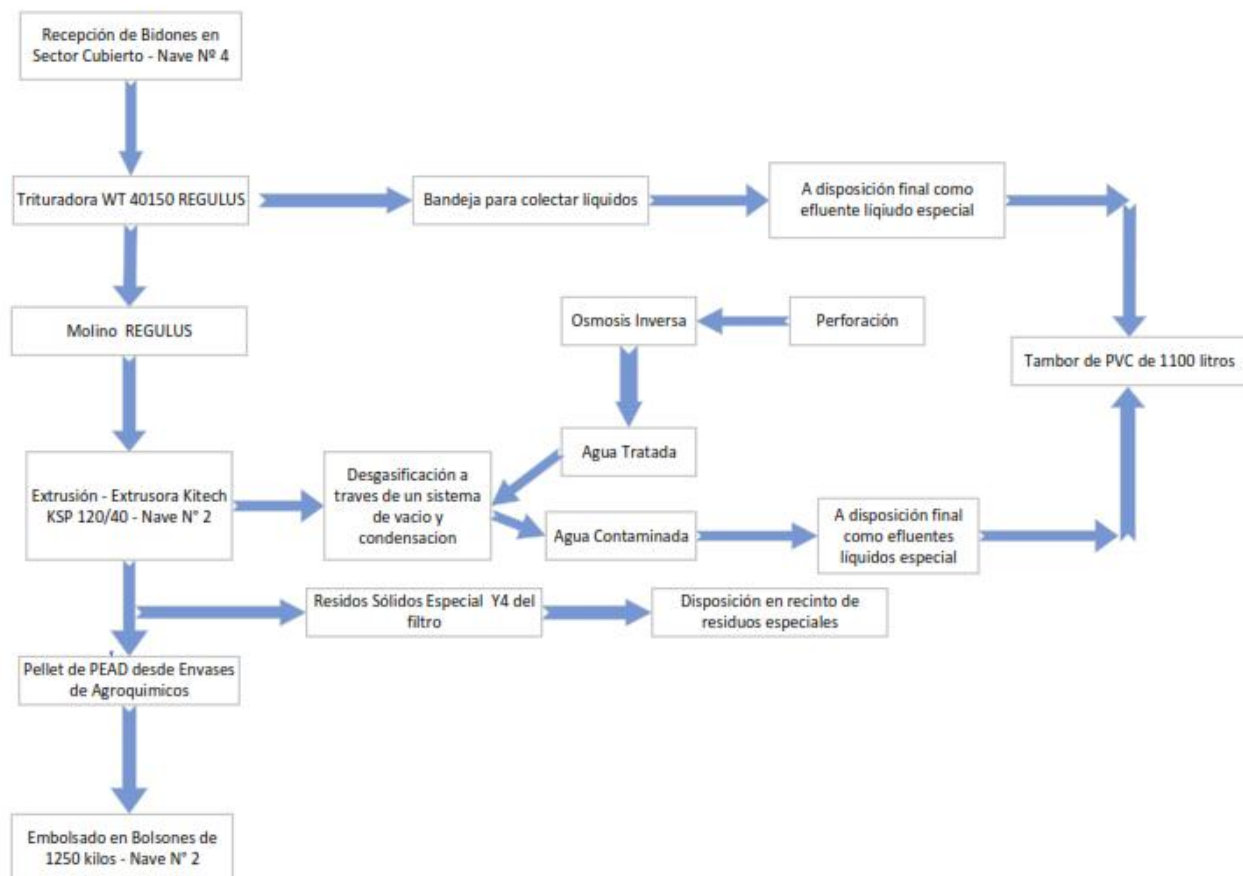 Recepción de Bidones en
Sector Cubierto - Nave Nº 4
Trituradora WT 40150 REGULUS
Bandeja para colectar líquidos
A disposición final como
efluente líqiudo especial
Molino REGULUS
Osmosis Inversa
Perforación
Tambor de PVC de 1100 litros
Agua Tratada
Extrusión - Extrusora Kitech
KSP 120/40 - Nave N° 2
Desgasificación a
traves de un sistema
de vacio y
condensacion
Agua Contaminada
A disposición final
como efluentes
líquidos especial
Residos Sólidos Especial Y4 del
filtro
Disposición en recinto de
residuos especiales
Pellet de PEAD desde Envases
de Agroquimicos
Embolsado en Bolsones de
1250 kilos - Nave N° 2